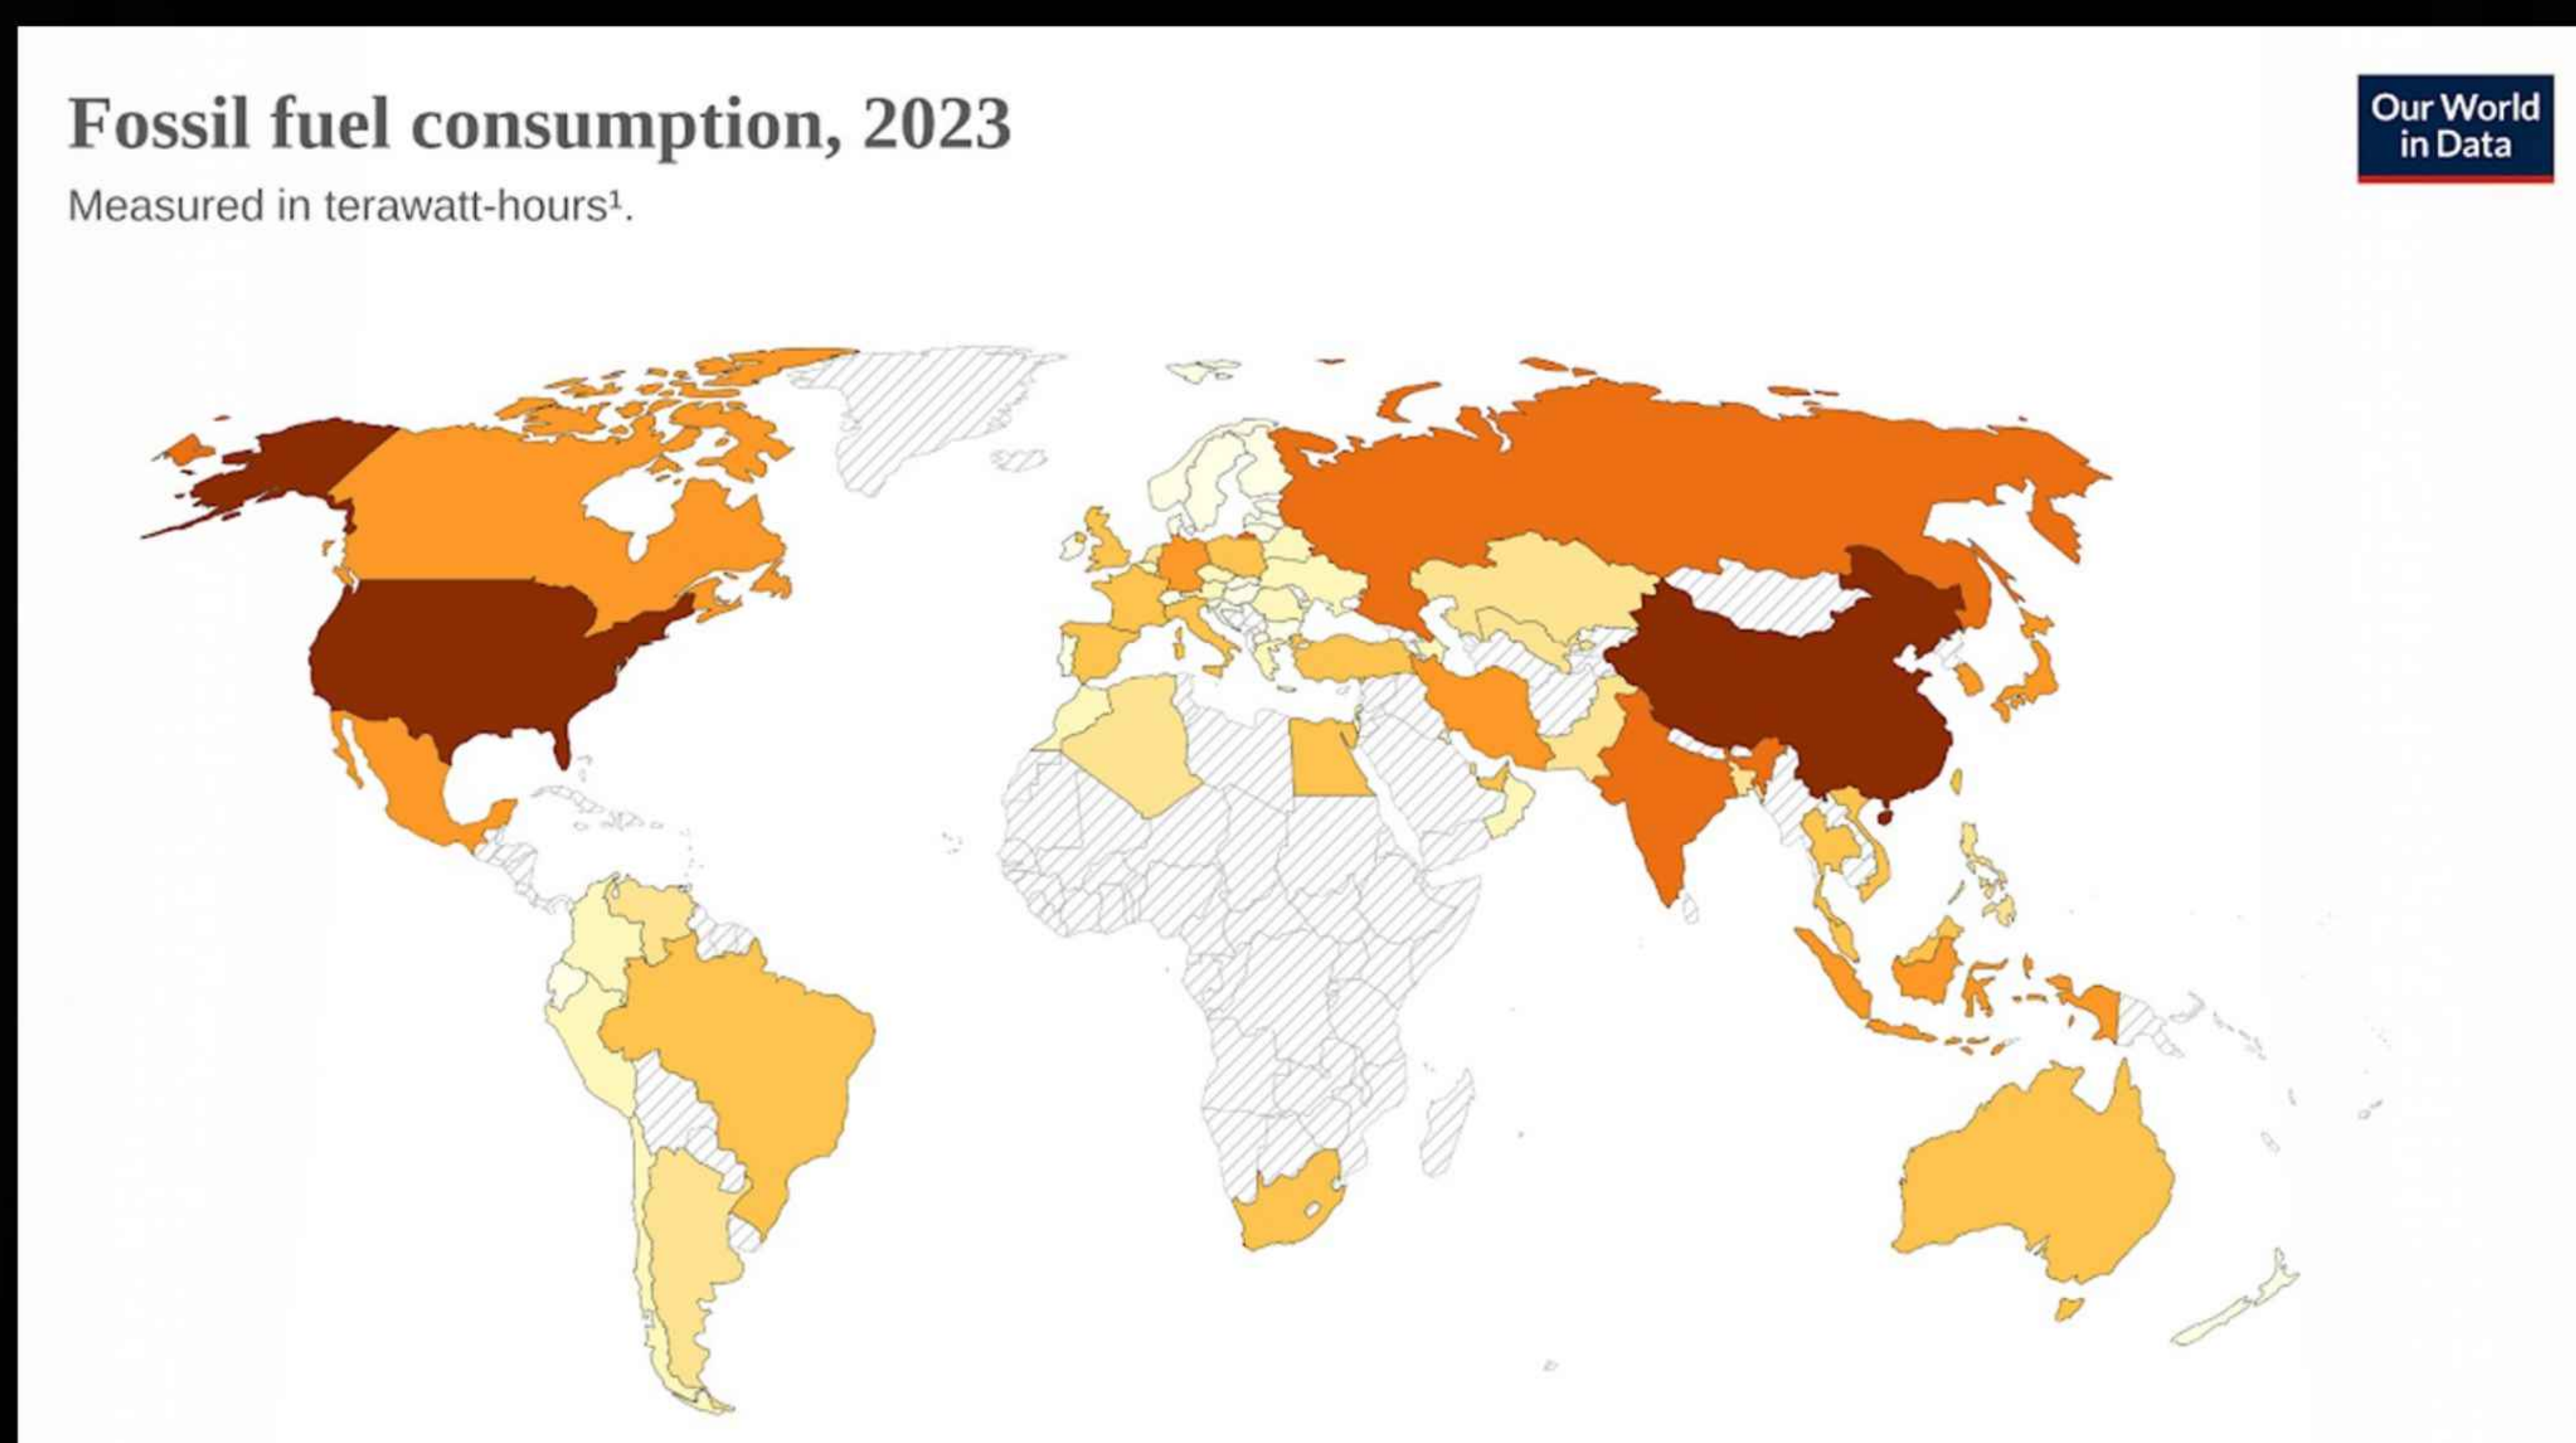 Fossil fuel consumption, 2023
Measured in terawatt-hours¹.
Our World
in Data